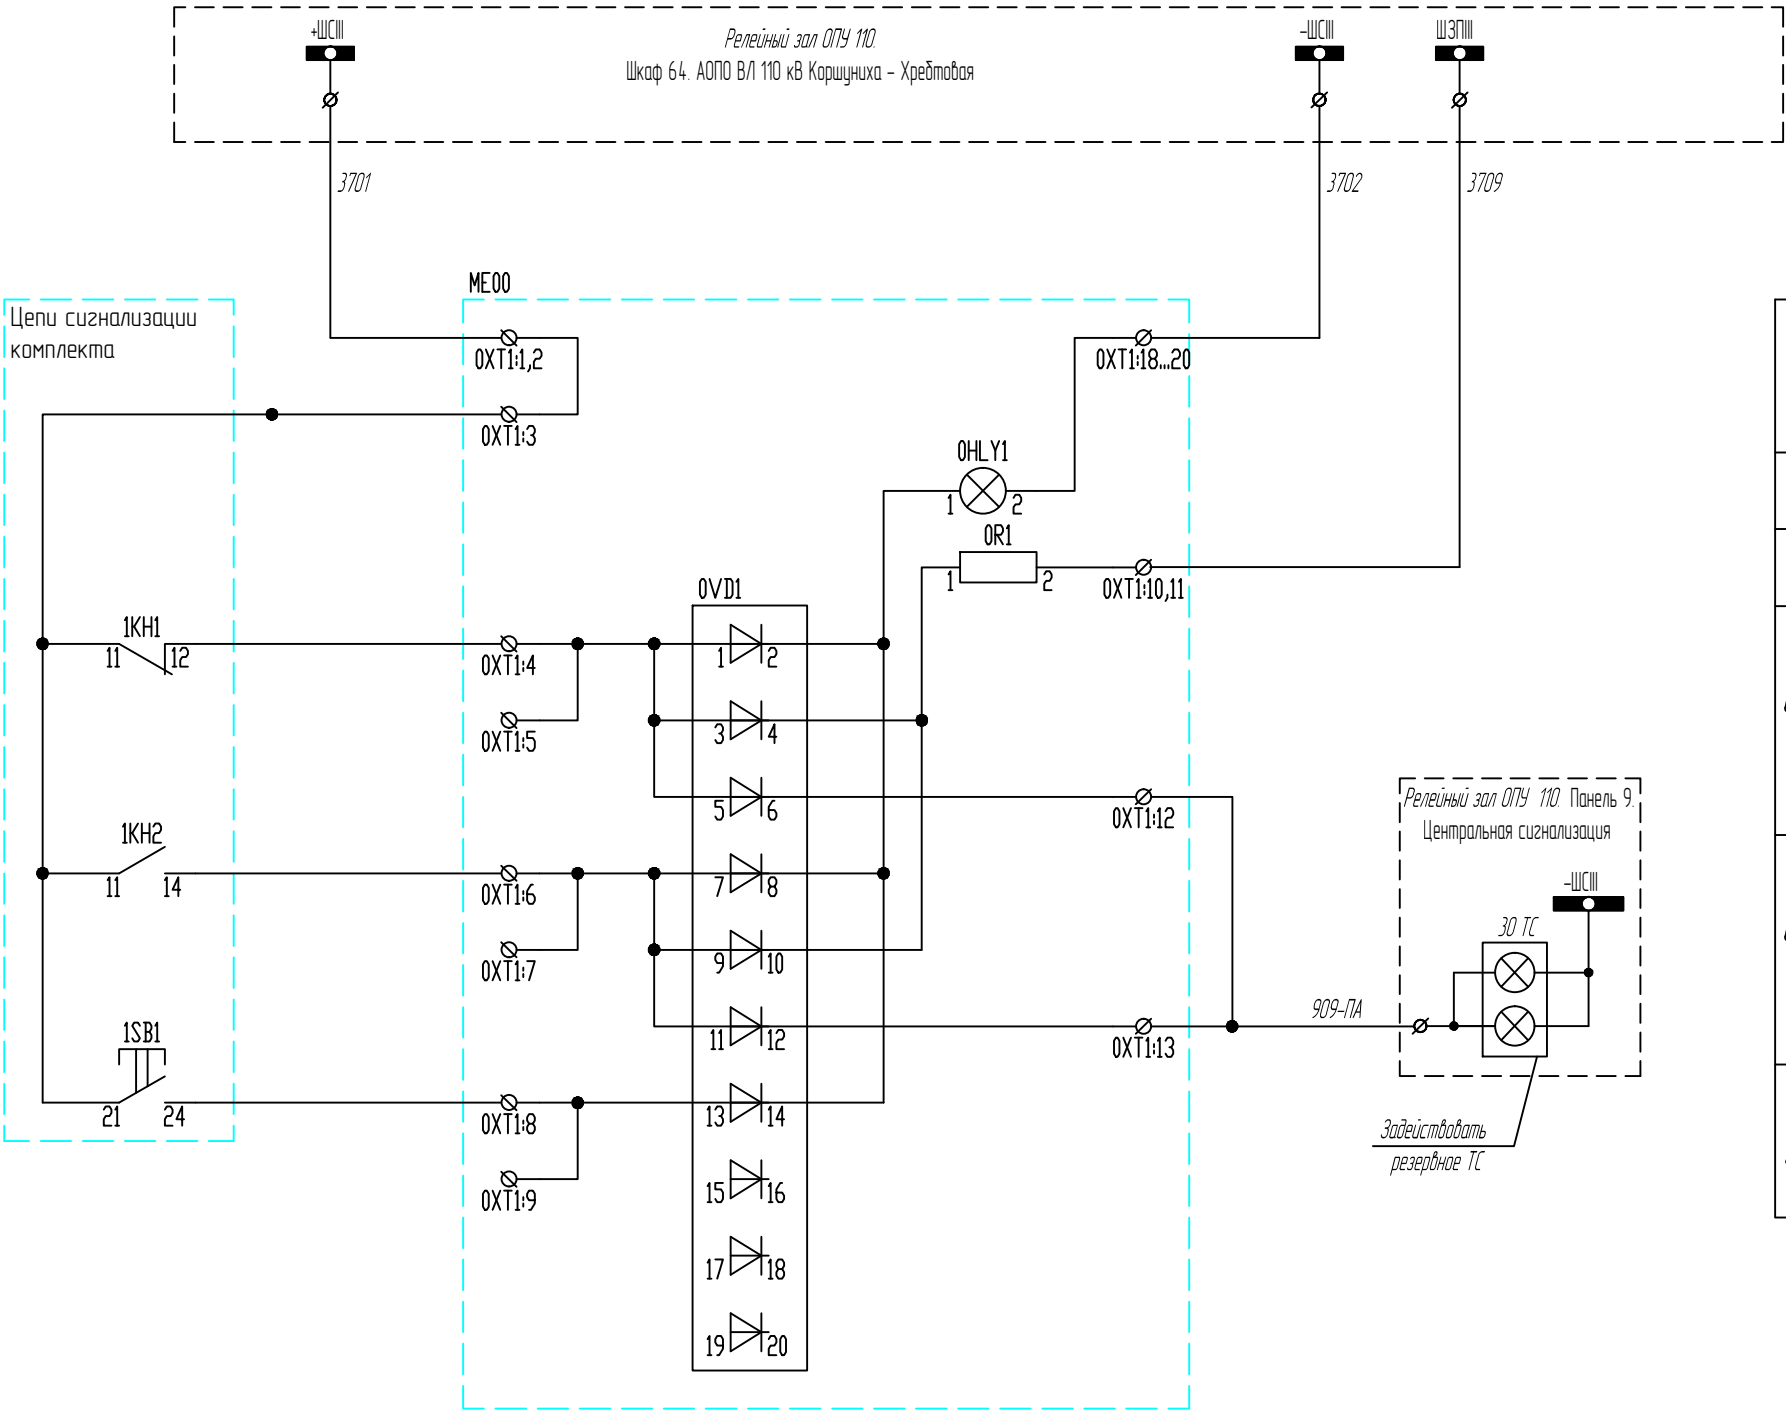 +ШСIII
Релейный зал ОПУ 110.
Шкаф 64. АОПО ВЛ 110 кВ Коршуниха - Хребтовая
-ШСIII
ШЗПIII
3701
3702
3709
ME00
Цепи сигнализации
комплекта
0XT1:1,2
0XT1:3
0XT1:18...20
0HLY1
1
2
0R1
1
2
0XT1:10,11
0VD1
1KH1
11
12
0XT1:4
1
2
0XT1:5
3
4
5
6
0XT1:12
Релейный зал ОПУ 110. Панель 9.
Центральная сигнализация
1KH2
11
14
0XT1:6
7
8
-ШСIII
30 ТС
0XT1:7
9
10
909-ПА
1SB1
11
12
0XT1:13
21
24
0XT1:8
13
14
Задействовать
резервное ТС
0XT1:9
15
16
17
18
19
20